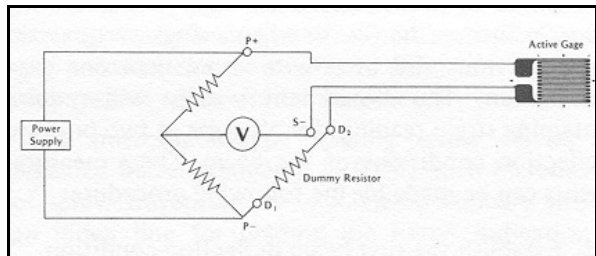 P+
Active Gage
Power
Supply
V
S-
D2
Dummy Resistor
D1
P-